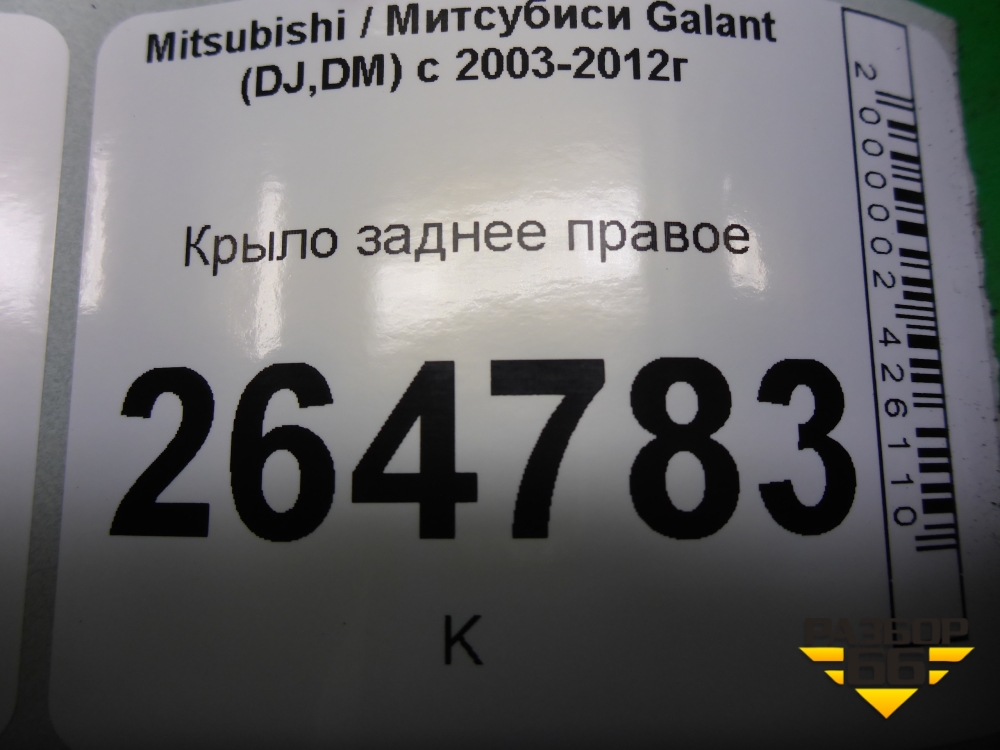 Mitsubishi / Митсубиси Galant
(DJ,DM) с 2003-2012г
Крыло заднее правое
264783
К
2000002426110
РАЗБОР
66